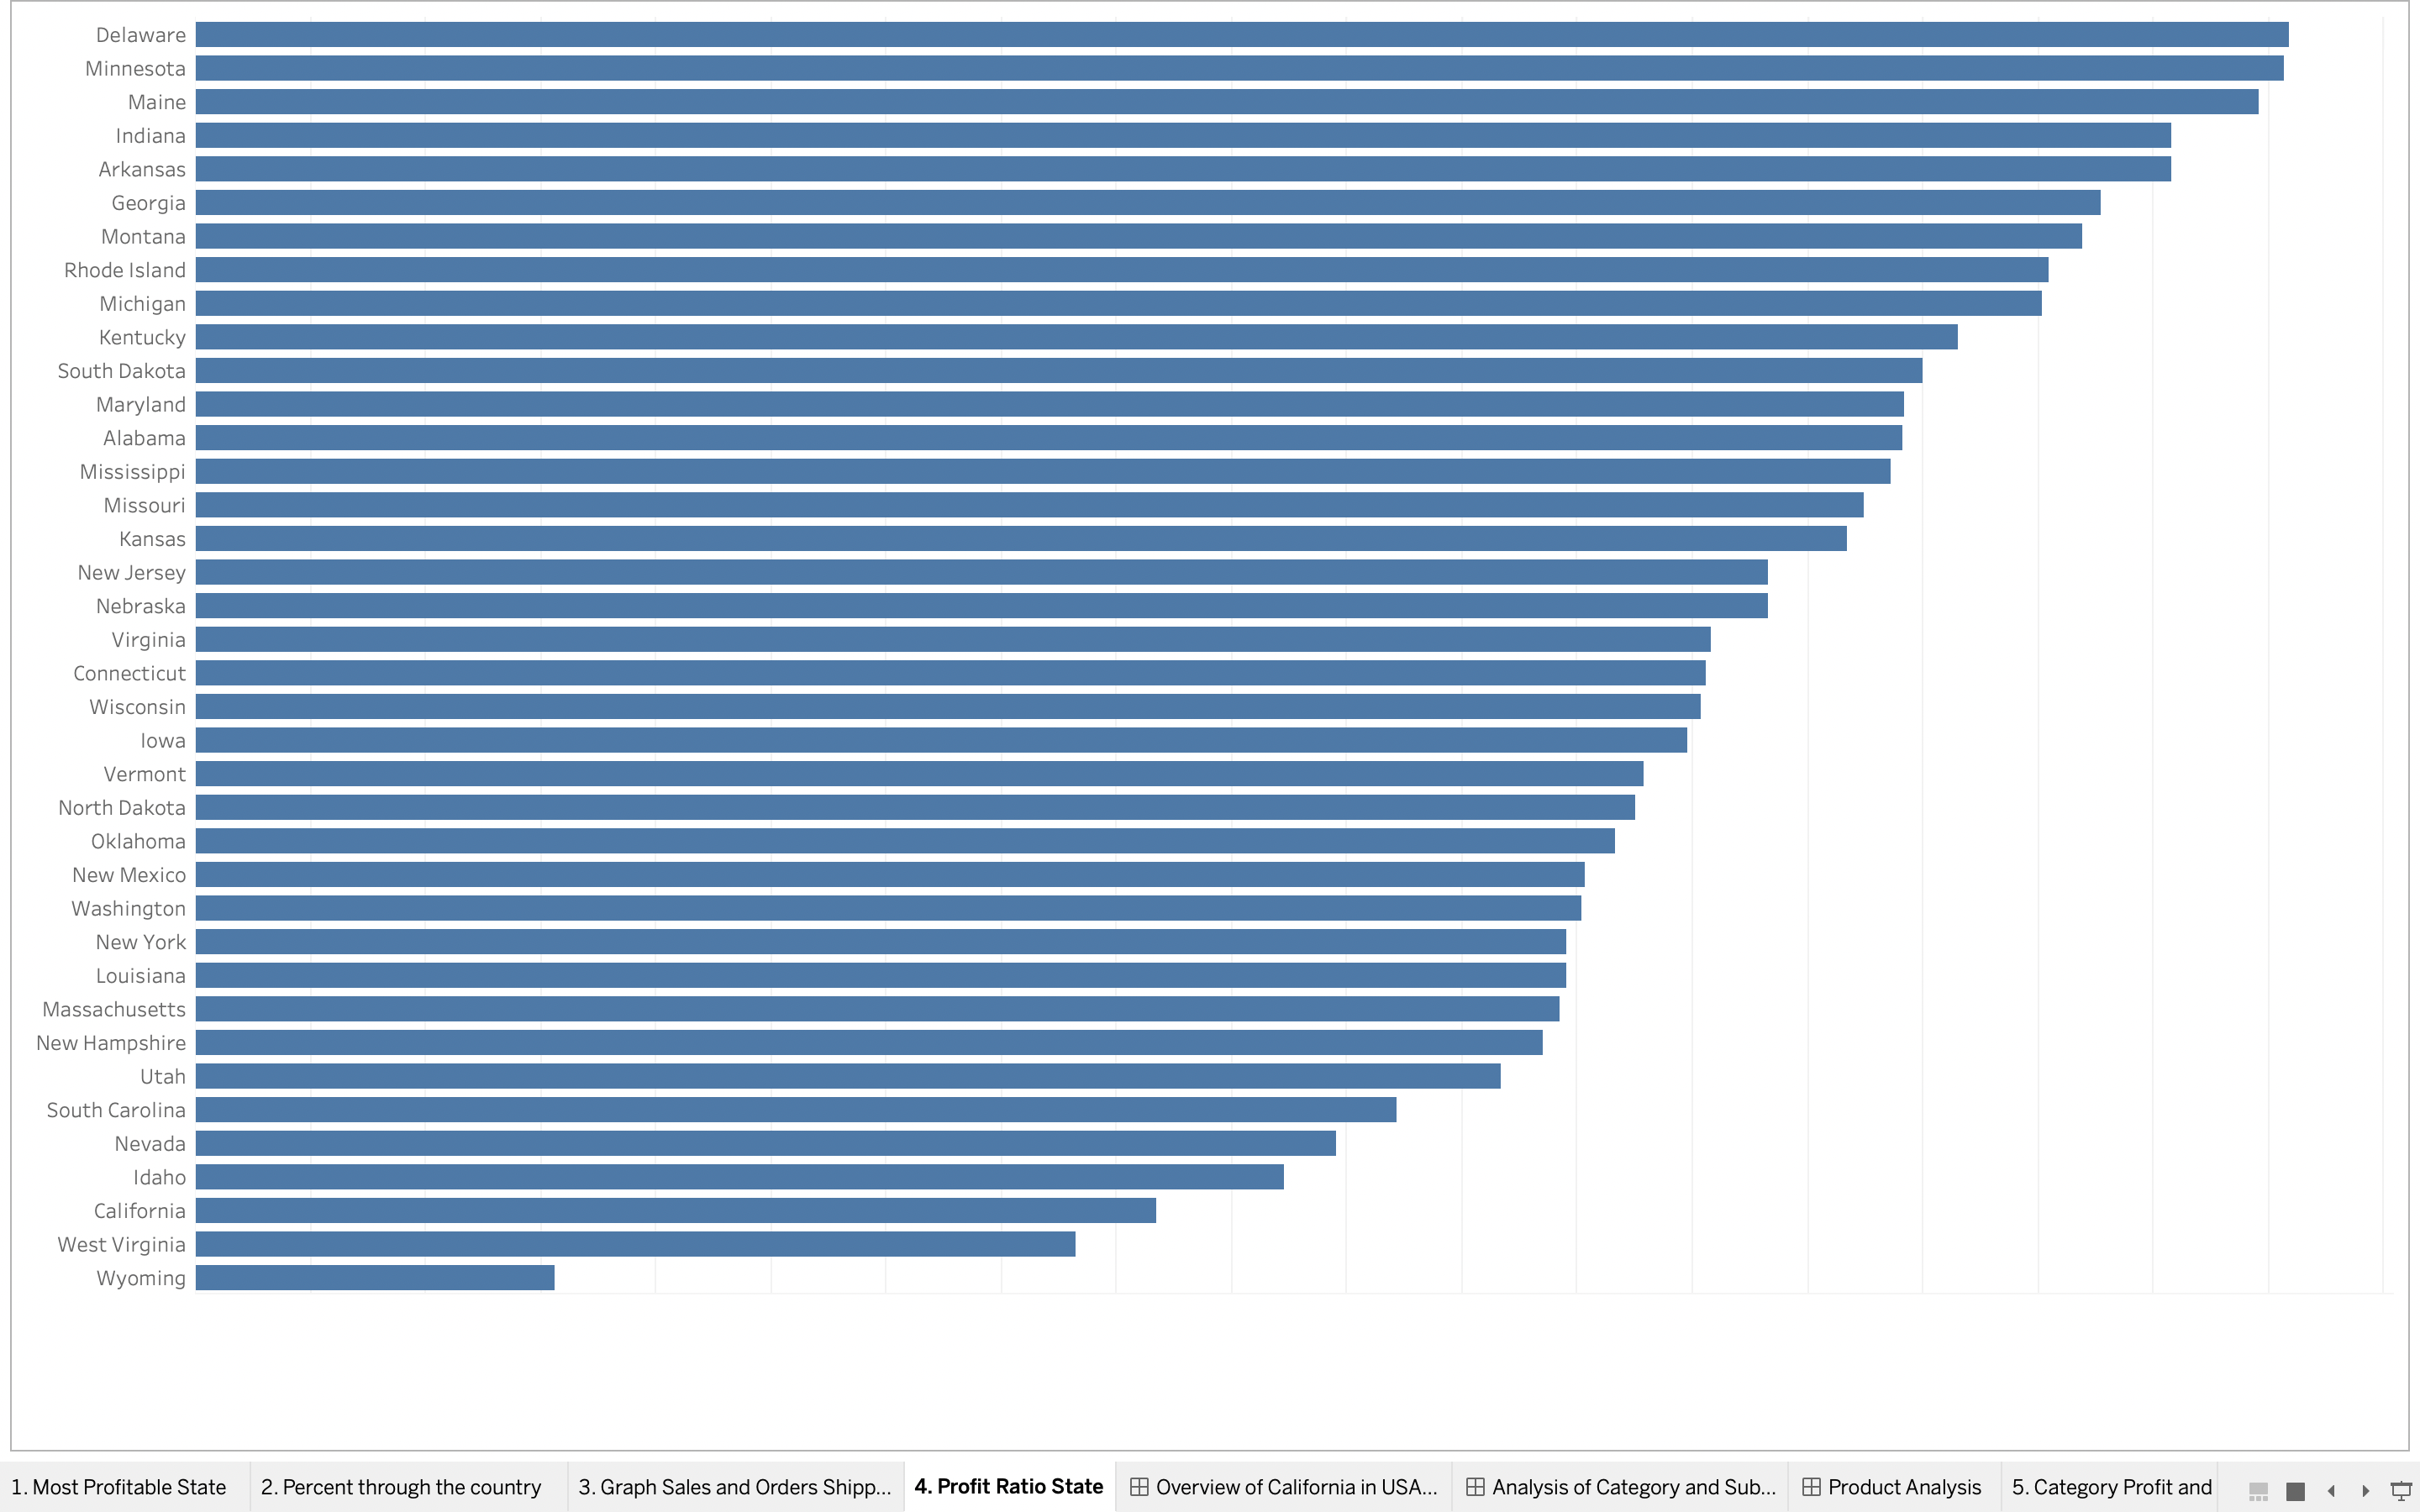 Delaware
Minnesota
Maine
Indiana
Arkansas
Georgia
Montana
Rhode Island
Michigan
Kentucky
South Dakota
Maryland
Alabama
Mississippi
Missouri
Kansas
New Jersey
Nebraska
Virginia
Connecticut
Wisconsin
Iowa
Vermont
North Dakota
Oklahoma
New Mexico
Washington
New York
Louisiana
Massachusetts
New Hampshire
Utah
South Carolina
Nevada
Idaho
California
West Virginia
Wyoming
1. Most Profitable State 2. Percent through the country 3. Graph Sales and Orders Shipp... 4. Profit Ratio State Overview of California in USA... Analysis of Category and Sub... Product Analysis 5. Category Profit and